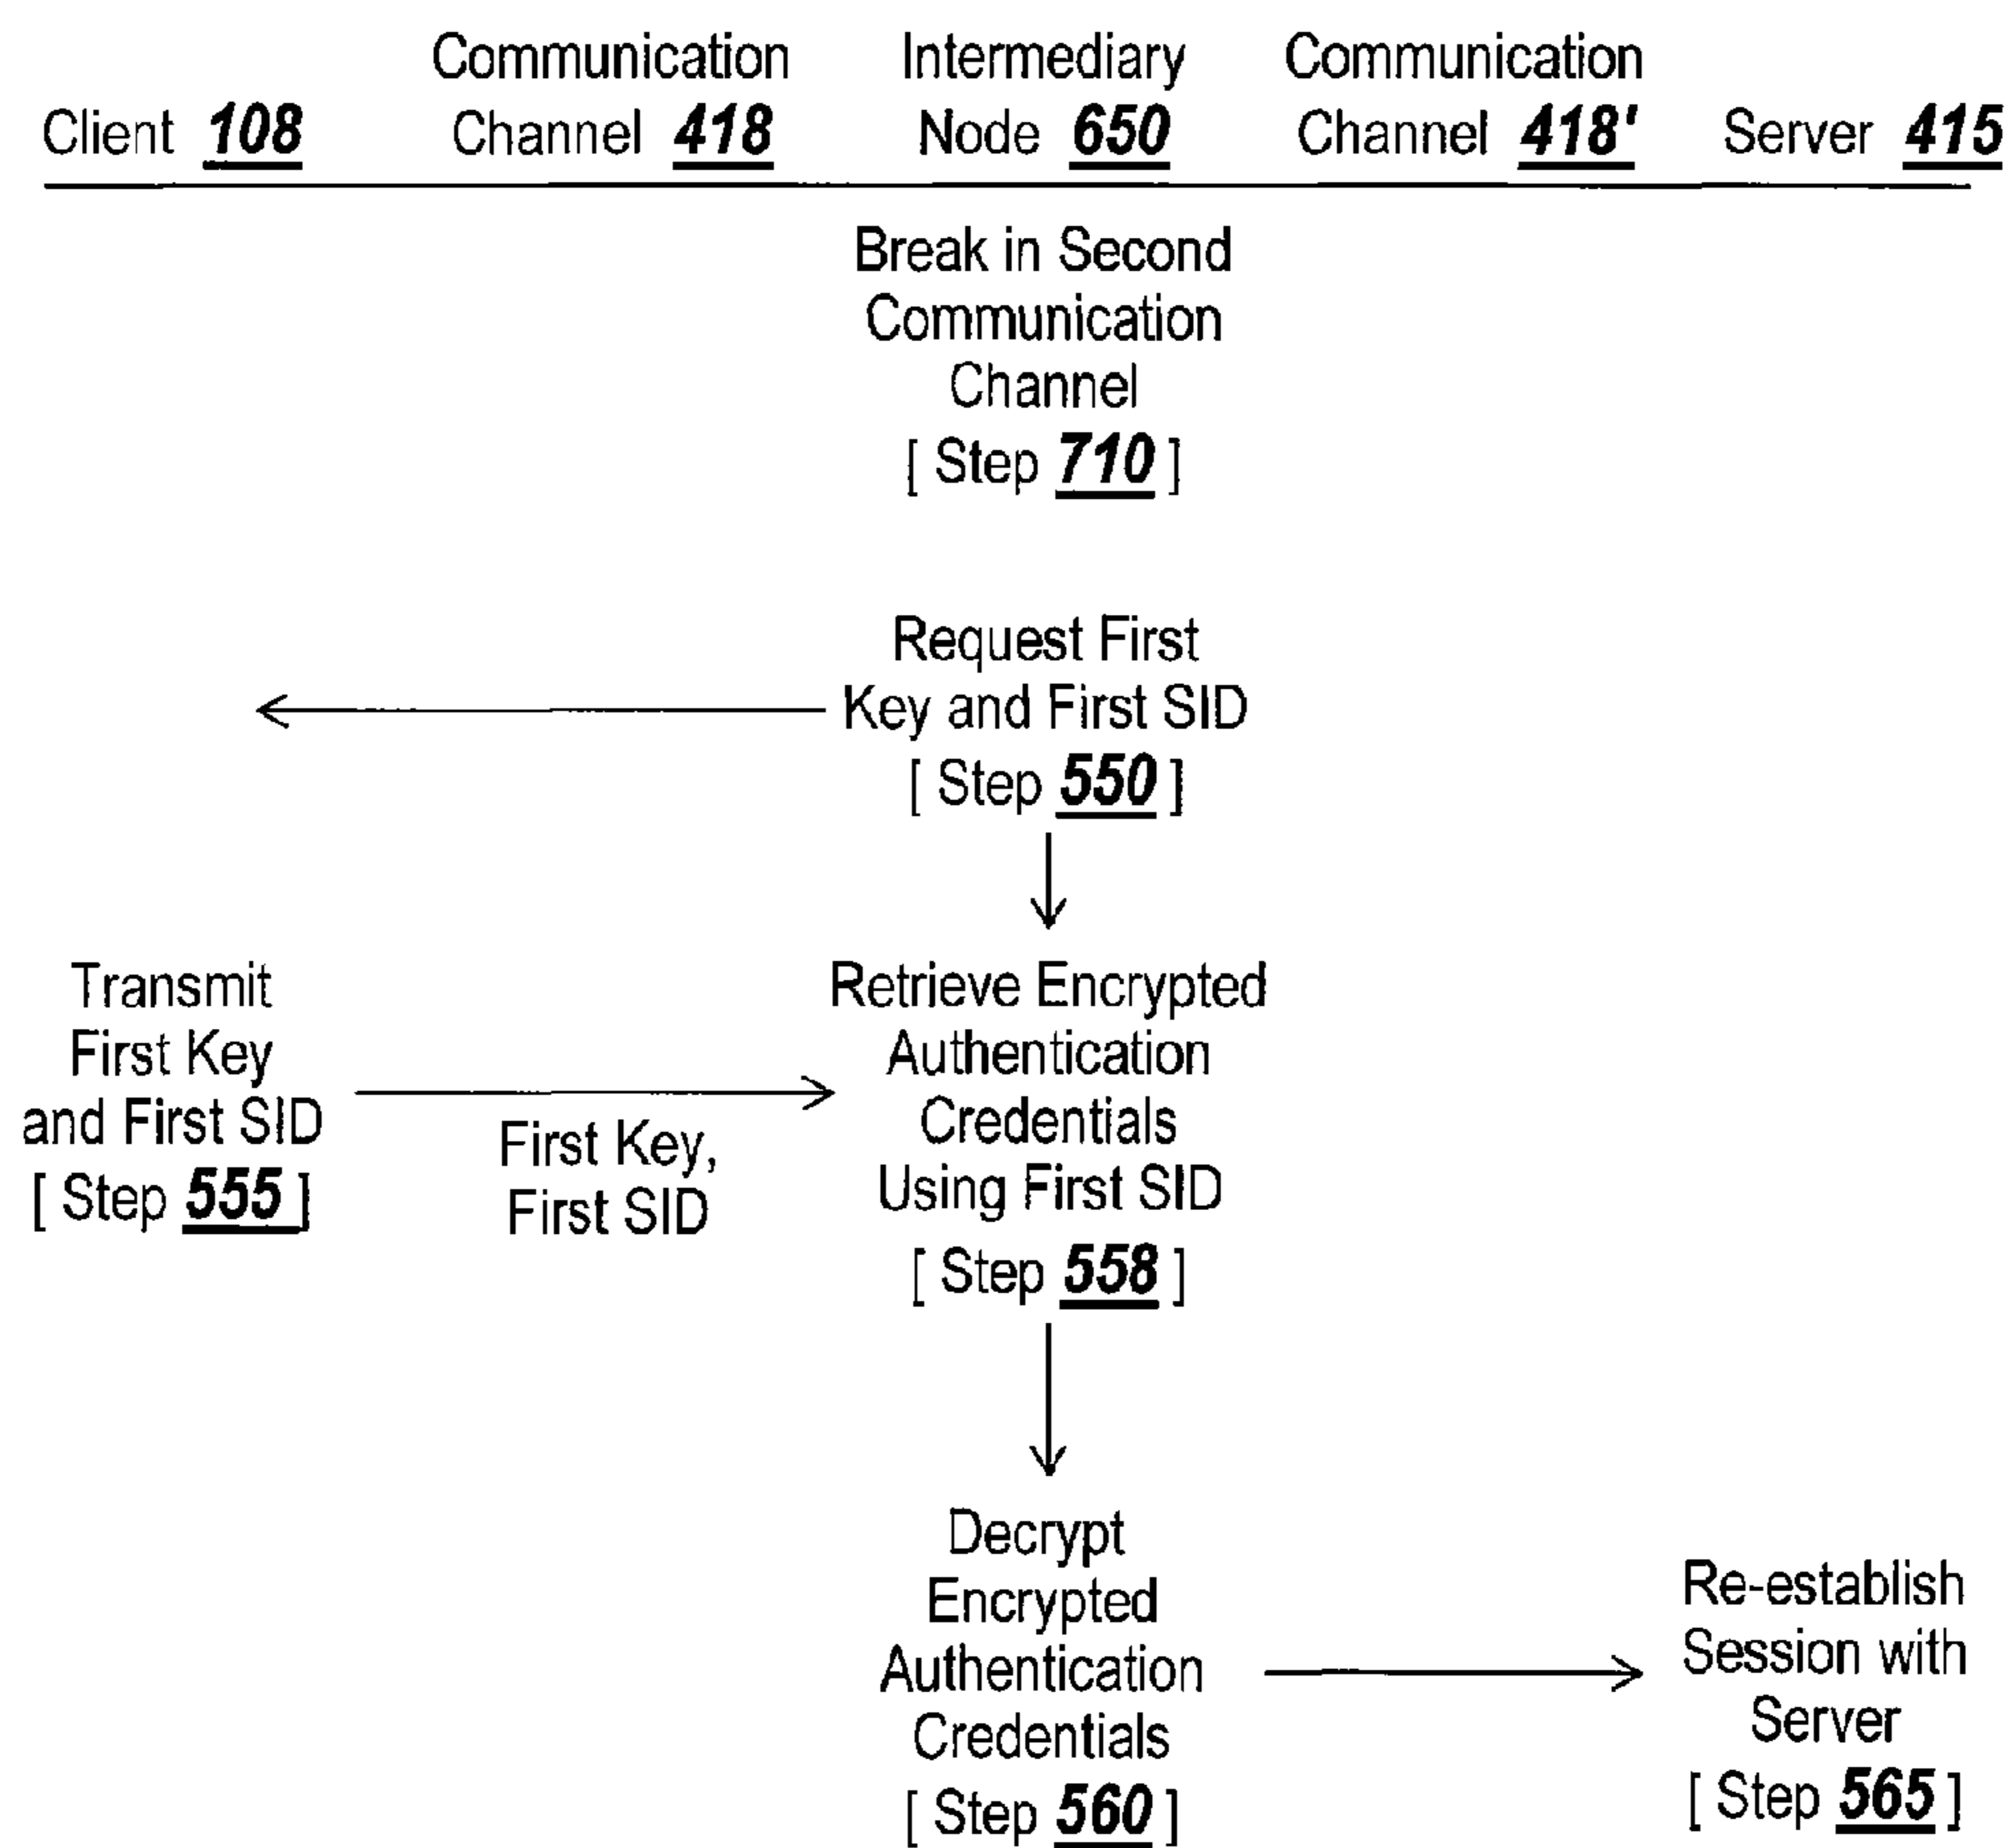 Client 108
Communication
Channel 418
Intermediary
Node 650
Communication
Channel 418'
Server 415
Break in Second
Communication
Channel
[ Step 710 ]
Request First
Key and First SID
[ Step 550 ]
Transmit
First Key
and First SID
[ Step 555 ]
First Key,
First SID
Retrieve Encrypted
Authentication
Credentials
Using First SID
[ Step 558 ]
Decrypt
Encrypted
Authentication
Credentials
[ Step 560 ]
Re-establish
Session with
Server
[ Step 565 ]